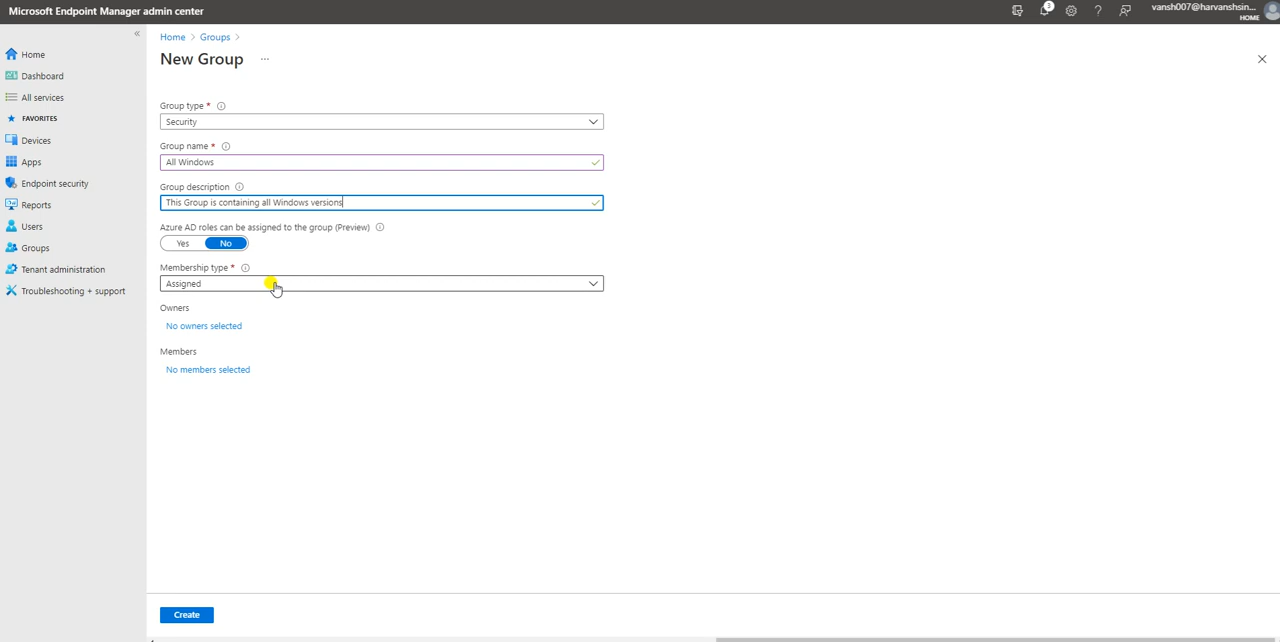 Microsoft Endpoint Manager admin center
3
vansh007@harvanshsin...
HOME
«
Home
Dashboard
All services
FAVORITES
Devices
Apps
Endpoint security
Reports
Users
Groups
Tenant administration
Troubleshooting + support
Home > Groups >
New Group ...
Group type *
Security
Group name *
All Windows
Group description
This Group is containing all Windows versions
Azure AD roles can be assigned to the group (Preview)
Yes No
Membership type *
Assigned
Owners
No owners selected
Members
No members selected
Create